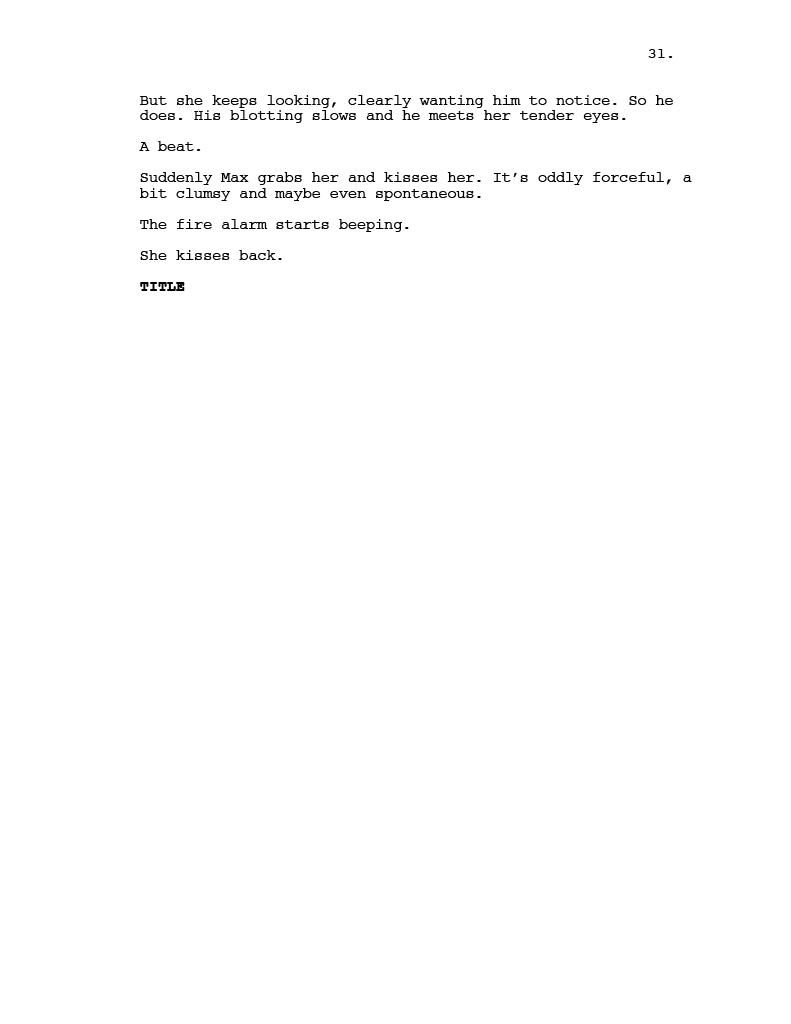 31.
But she keeps looking, clearly wanting him to notice. So he
does. His blotting slows and he meets her tender eyes.
A beat.
Suddenly Max grabs her and kisses her. It’s oddly forceful, a
bit clumsy and maybe even spontaneous.
The fire alarm starts beeping.
She kisses back.
TITLE